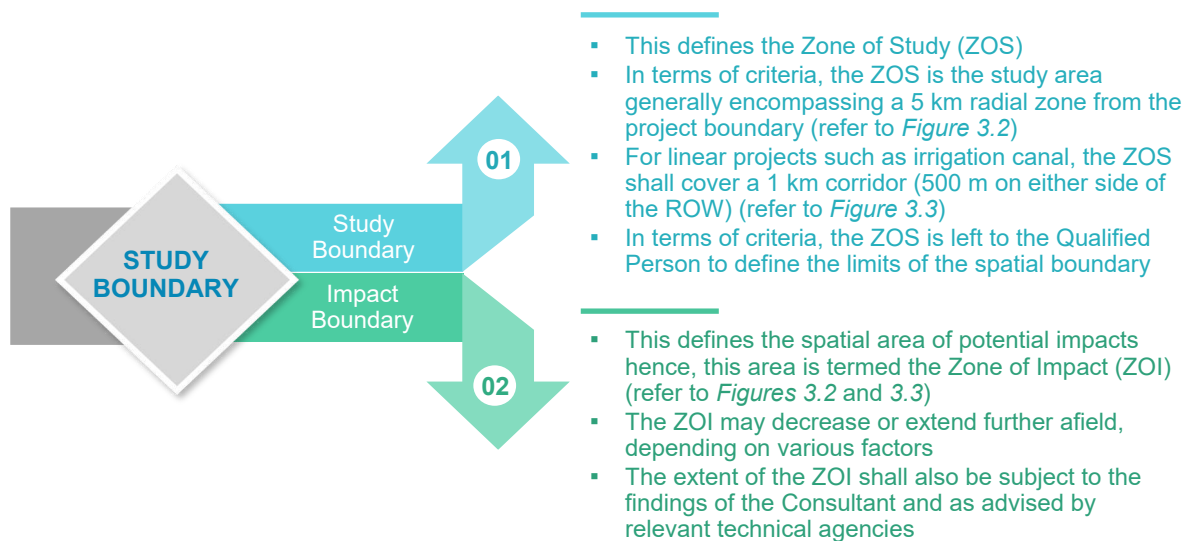 STUDY
BOUNDARY
Study
Boundary
Impact
Boundary
01
02
▪ This defines the Zone of Study (ZOS)
▪ In terms of criteria, the ZOS is the study area
generally encompassing a 5 km radial zone from the
project boundary (refer to Figure 3.2)
▪ For linear projects such as irrigation canal, the ZOS
shall cover a 1 km corridor (500 m on either side of
the ROW) (refer to Figure 3.3)
▪ In terms of criteria, the ZOS is left to the Qualified
Person to define the limits of the spatial boundary
▪ This defines the spatial area of potential impacts
hence, this area is termed the Zone of Impact (ZOI)
(refer to Figures 3.2 and 3.3)
▪ The ZOI may decrease or extend further afield,
depending on various factors
▪ The extent of the ZOI shall also be subject to the
findings of the Consultant and as advised by
relevant technical agencies